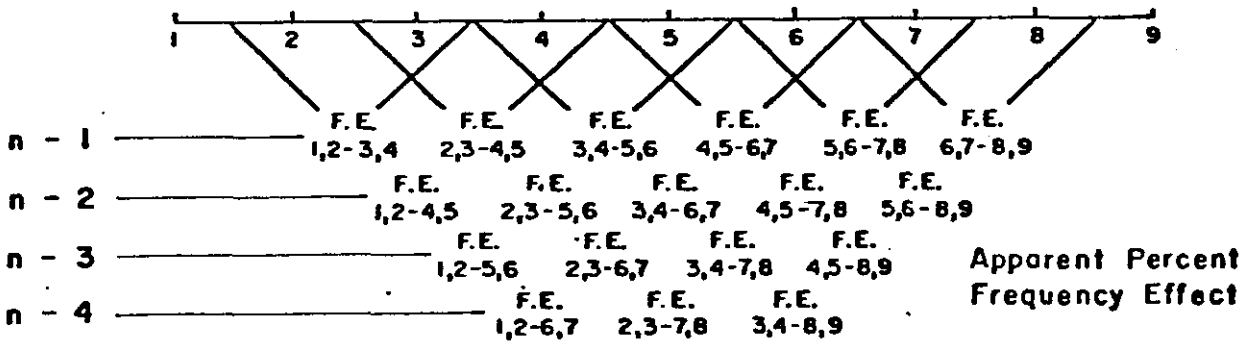 1 2 3 4 5 6 7 8 9
F.E. F.E. F.E. F.E. F.E. F.E.
n - 1 1,2-3,4 2,3-4,5 3,4-5,6 4,5-6,7 5,6-7,8 6,7-8,9
F.E. F.E. F.E. F.E. F.E.
n - 2 1,2-4,5 2,3-5,6 3,4-6,7 4,5-7,8 5,6-8,9
F.E. F.E. F.E. F.E.
n - 3 1,2-5,6 2,3-6,7 3,4-7,8 4,5-8,9
Apparent Percent
Frequency Effect
F.E. F.E. F.E.
n - 4 1,2-6,7 2,3-7,8 3,4-8,9